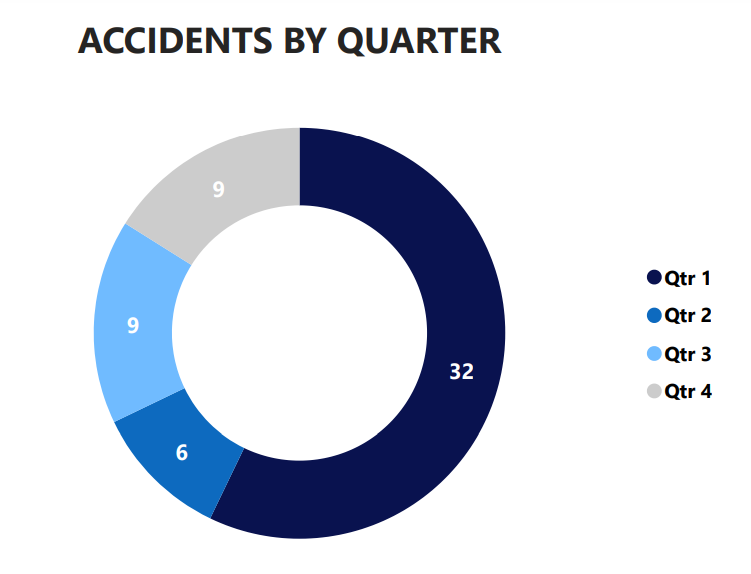 ACCIDENTS BY QUARTER
9
9
32
6
Qtr 1
Qtr 2
Qtr 3
Qtr 4